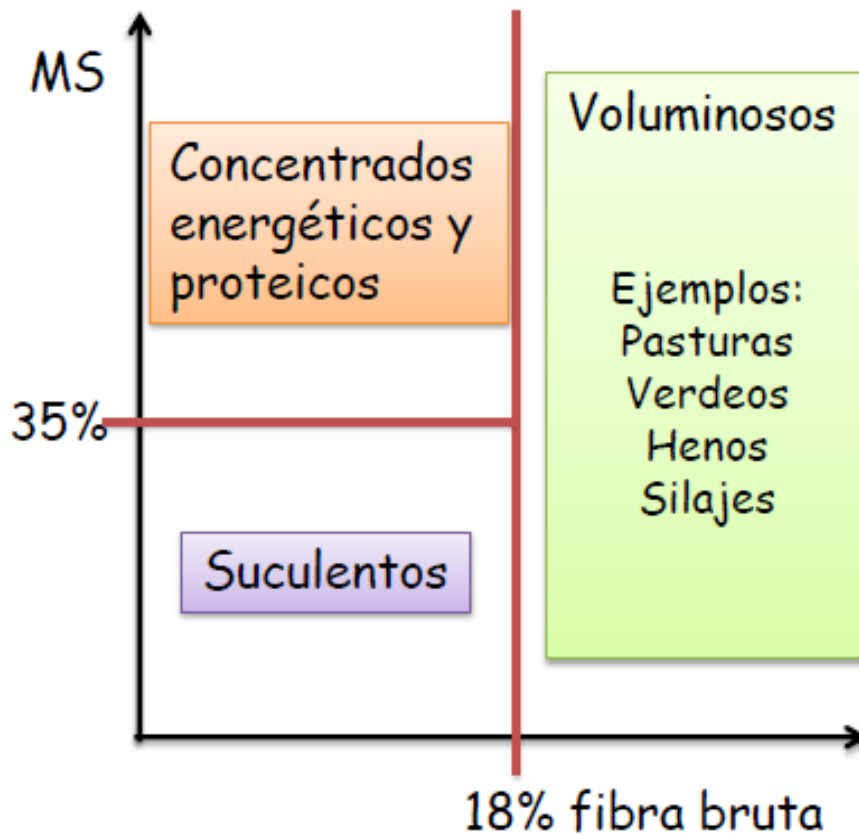 MS
Concentrados
energéticos y
proteicos
35%
Suculentos
Voluminosos
Ejemplos:
Pasturas
Verdeos
Henos
Silajes
18% fibra bruta